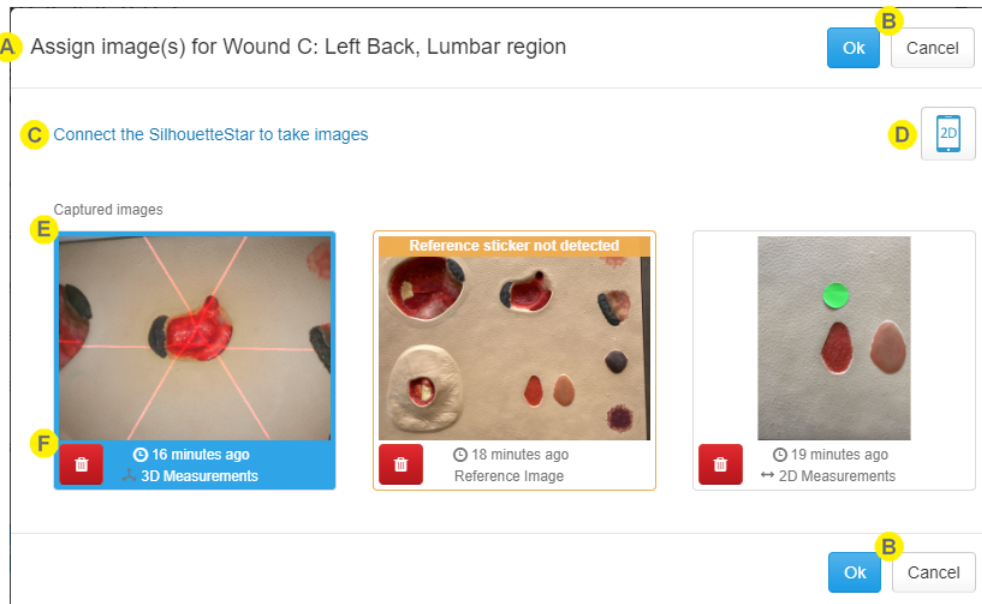 B
A Assign image(s) for Wound C: Left Back, Lumbar region Ok Cancel
C Connect the SilhouetteStar to take images D 2D
Captured images
E
Reference sticker not detected
F
16 minutes ago
3D Measurements
18 minutes ago
Reference Image
19 minutes ago
2D Measurements
B
Ok Cancel